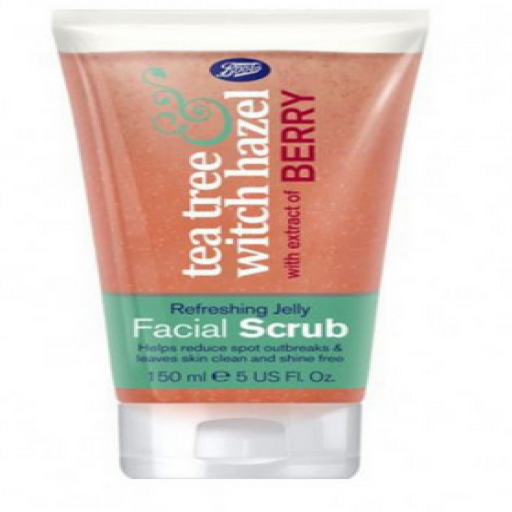 Boots
tea tree &
witch hazel
with extract of BERRY
Refreshing Jelly
Facial Scrub
Helps reduce spot outbreaks &
leaves skin clean and shine free
150 ml e 5 US Fl. Oz.